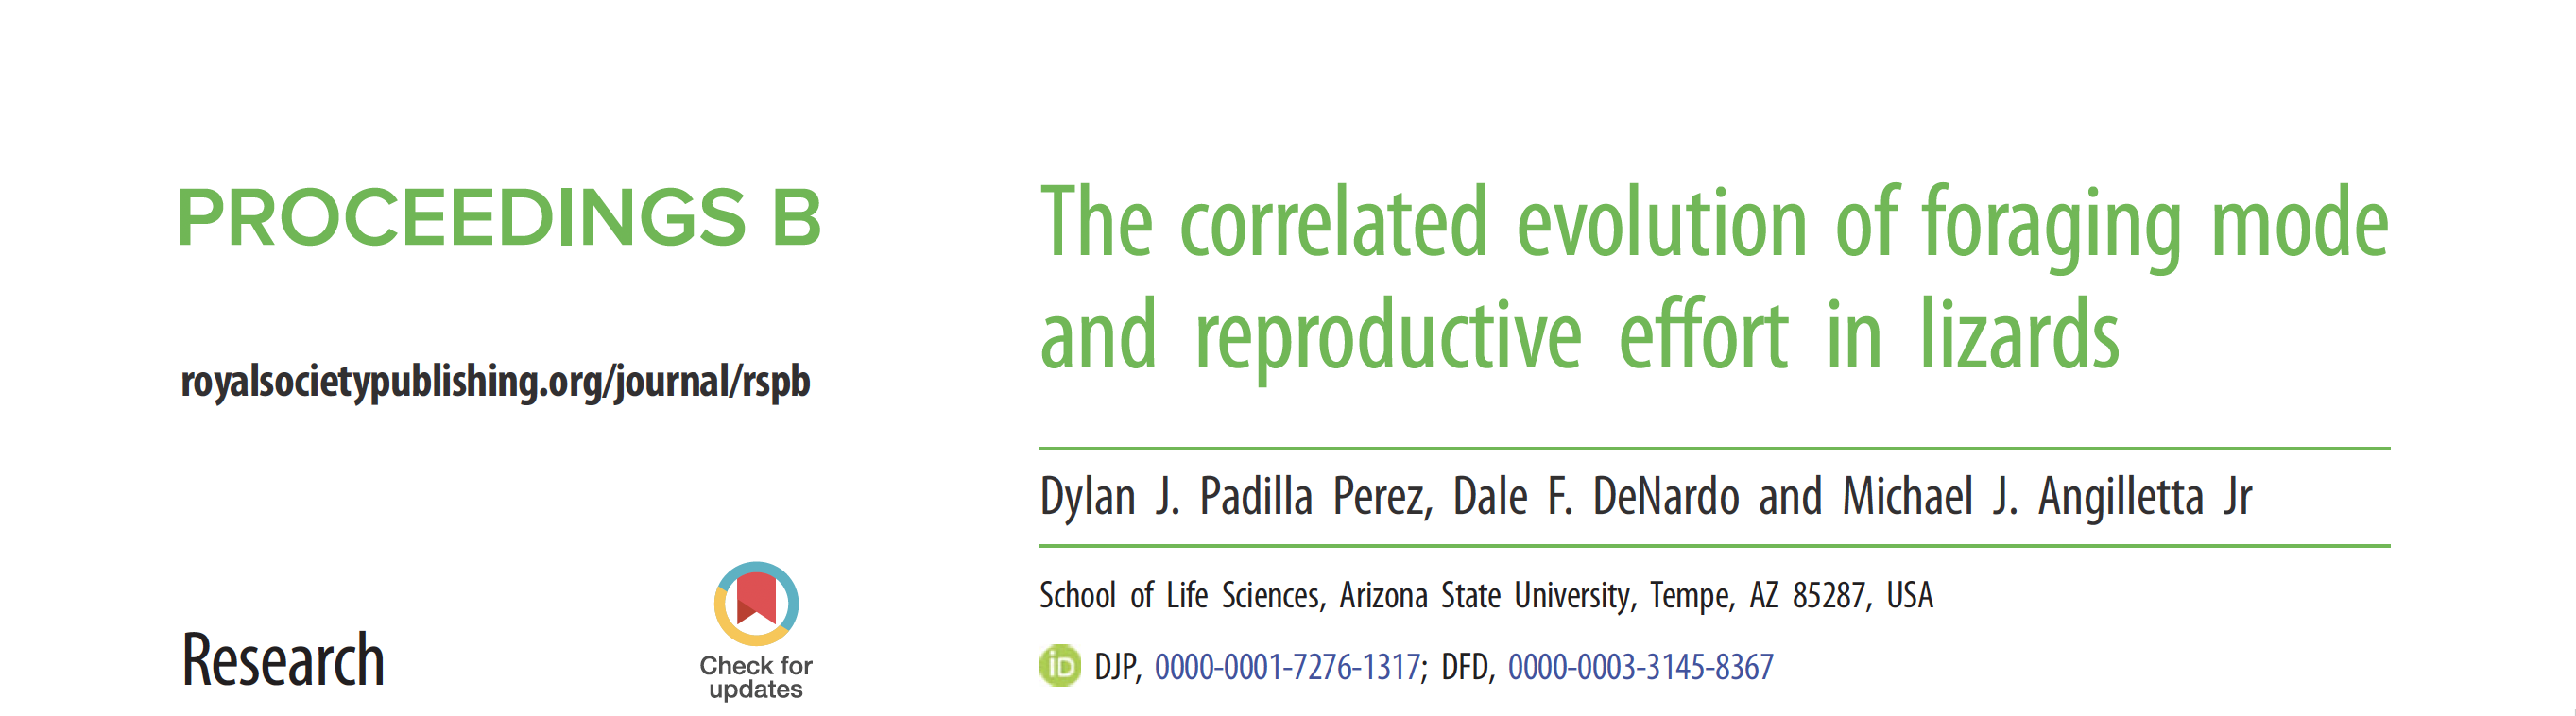 PROCEEDINGS B
royalsocietypublishing.org/journal/rspb
Research
Check for
updates
The correlated evolution of foraging mode
and reproductive effort in lizards
Dylan J. Padilla Perez, Dale F. DeNardo and Michael J. Angilletta Jr
School of Life Sciences, Arizona State University, Tempe, AZ 85287, USA
iD DJP, 0000-0001-7276-1317; DFD, 0000-0003-3145-8367